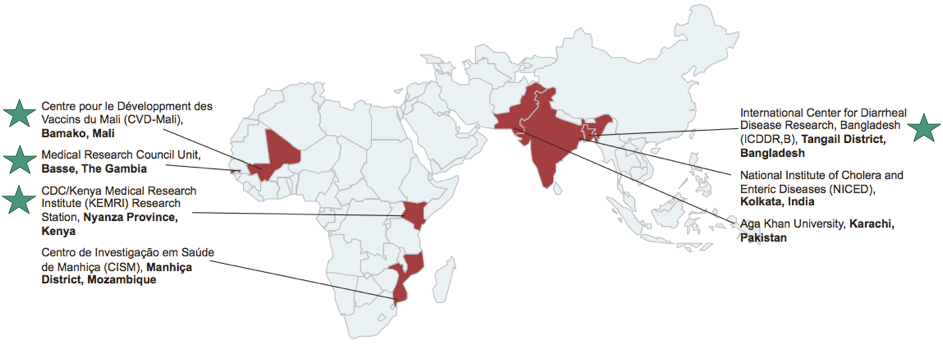 Centre pour le Dévelopment des
Vaccins du Mali (CVD-Mali),
Bamako, Mali
Medical Research Council Unit,
Basse, The Gambia
CDC/Kenya Medical Research
Institute (KEMRI) Research
Station, Nyanza Province,
Kenya
Centro de Investigação em Saúde
de Manhiça (CISM), Manhiça
District, Mozambique
International Center for Diarrheal
Disease Research, Bangladesh
(ICDDR,B), Tangail District,
Bangladesh
National Institute of Cholera and
Enteric Diseases (NICED),
Kolkata, India
Aga Khan University, Karachi,
Pakistan